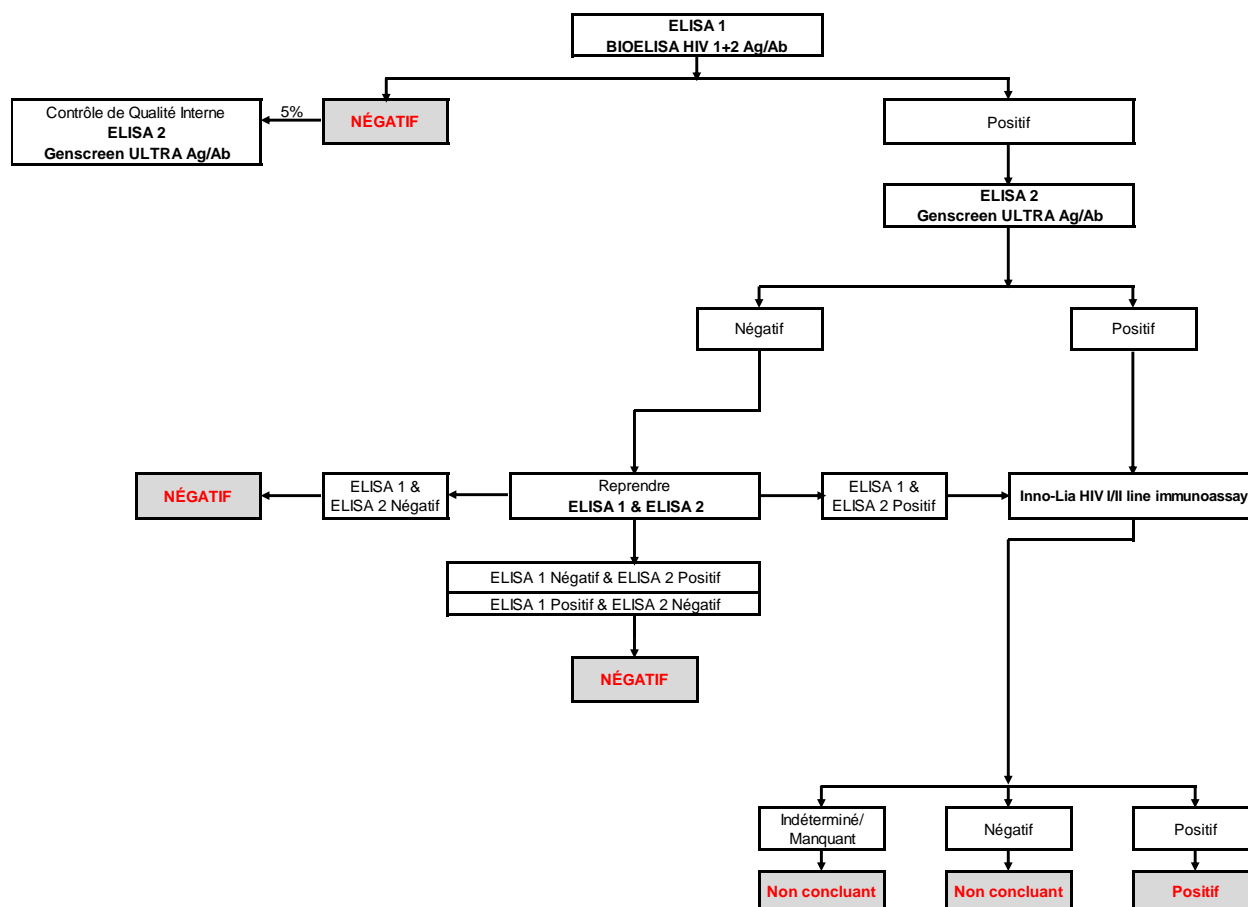 ELISA 1
BIOELISA HIV 1+2 Ag/Ab
Contrôle de Qualité Interne
ELISA 2
Genscreen ULTRA Ag/Ab
5%
NÉGATIF
Positif
ELISA 2
Genscreen ULTRA Ag/Ab
Négatif
Positif
NÉGATIF
ELISA 1 &
ELISA 2 Négatif
Reprendre
ELISA 1 & ELISA 2
ELISA 1 &
ELISA 2 Positif
Inno-Lia HIV I/II line immunoassay
ELISA 1 Négatif & ELISA 2 Positif
ELISA 1 Positif & ELISA 2 Négatif
NÉGATIF
Indéterminé/
Manquant
Négatif
Positif
Non concluant
Non concluant
Positif